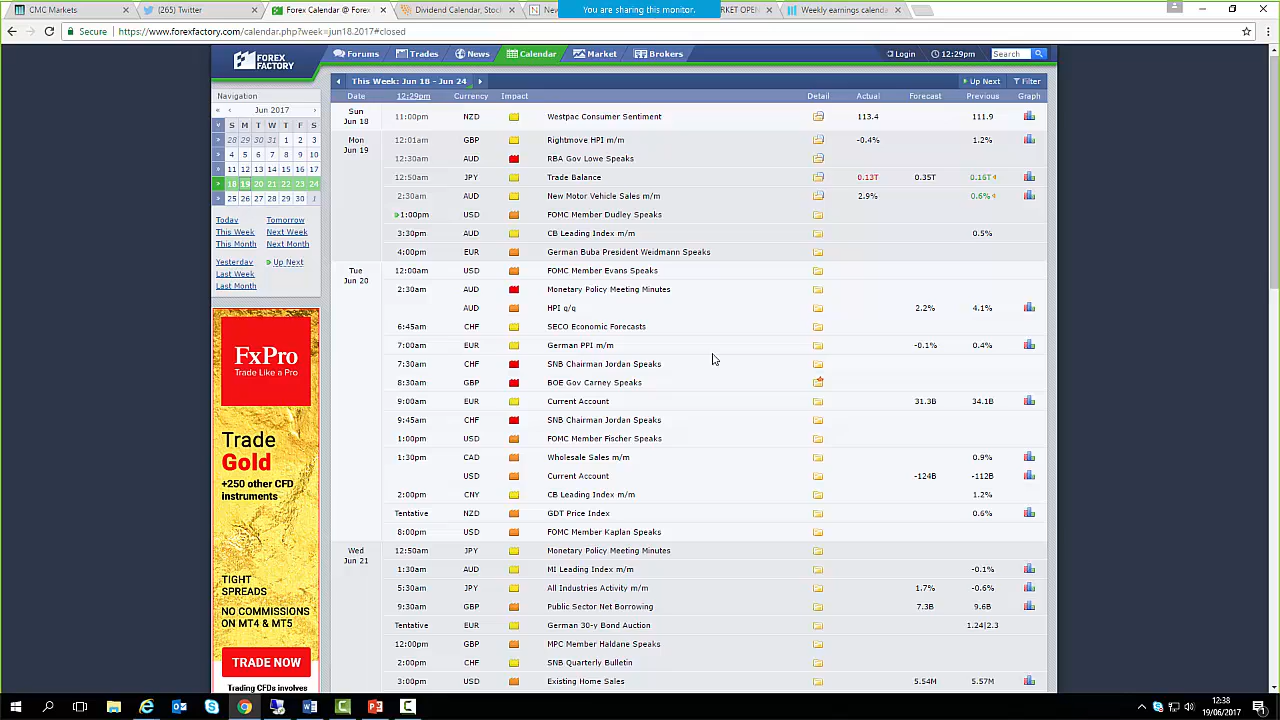 CMC Markets
(265) Twitter
Forex Calendar @ Forex
Dividend Calendar, Stock
New
You are sharing this monitor.
MARKET OPEN
Weekly earnings calenda
Secure
https://www.forexfactory.com/calendar.php?week=jun18.2017#closed
FOREX FACTORY
Forums
Trades
News
Calendar
Market
Brokers
Login
12:29pm
Search
Navigation
Jun 2017
S M T W T F S
28 29 30 31 1 2 3
4 5 6 7 8 9 10
11 12 13 14 15 16 17
18 19 20 21 22 23 24
25 26 27 28 29 30 1
Today Tomorrow
This Week Next Week
This Month Next Month
Yesterday Up Next
Last Week
Last Month
FxPro
Trade Like a Pro
Trade
Gold
+250 other CFD
instruments
TIGHT
SPREADS
NO COMMISSIONS
ON MT4 & MT5
TRADE NOW
Trading CFDs involves
This Week: Jun 18 - Jun 24
Up Next
Filter
Date 12:29pm Currency Impact Detail Actual Forecast Previous Graph
Sun Jun 18 11:00pm NZD Westpac Consumer Sentiment 113.4 111.9
Mon Jun 19 12:01am GBP Rightmove HPI m/m -0.4% 1.2%
12:30am AUD RBA Gov Lowe Speaks
12:50am JPY Trade Balance 0.13T 0.35T 0.16T
2:30am AUD New Motor Vehicle Sales m/m 2.9% 0.6%
1:00pm USD FOMC Member Dudley Speaks
3:30pm AUD CB Leading Index m/m 0.5%
4:00pm EUR German Buba President Weidmann Speaks
Tue Jun 20 12:00am USD FOMC Member Evans Speaks
2:30am AUD Monetary Policy Meeting Minutes
AUD HPI q/q 2.2% 4.1%
6:45am CHF SECO Economic Forecasts
7:00am EUR German PPI m/m -0.1% 0.4%
7:30am CHF SNB Chairman Jordan Speaks
8:30am GBP BOE Gov Carney Speaks
9:00am EUR Current Account 31.3B 34.1B
9:45am CHF SNB Chairman Jordan Speaks
1:00pm USD FOMC Member Fischer Speaks
1:30pm CAD Wholesale Sales m/m 0.9%
USD Current Account -124B -112B
2:00pm CNY CB Leading Index m/m 1.2%
Tentative NZD GDT Price Index 0.6%
8:00pm USD FOMC Member Kaplan Speaks
Wed Jun 21 12:50am JPY Monetary Policy Meeting Minutes
1:30am AUD MI Leading Index m/m -0.1%
5:30am JPY All Industries Activity m/m 1.7% -0.6%
9:30am GBP Public Sector Net Borrowing 7.3B 9.6B
Tentative EUR German 30-y Bond Auction 1.24|2.3
12:00pm GBP MPC Member Haldane Speaks
2:00pm CHF SNB Quarterly Bulletin
3:00pm USD Existing Home Sales 5.54M 5.57M
12:38
19/06/2017